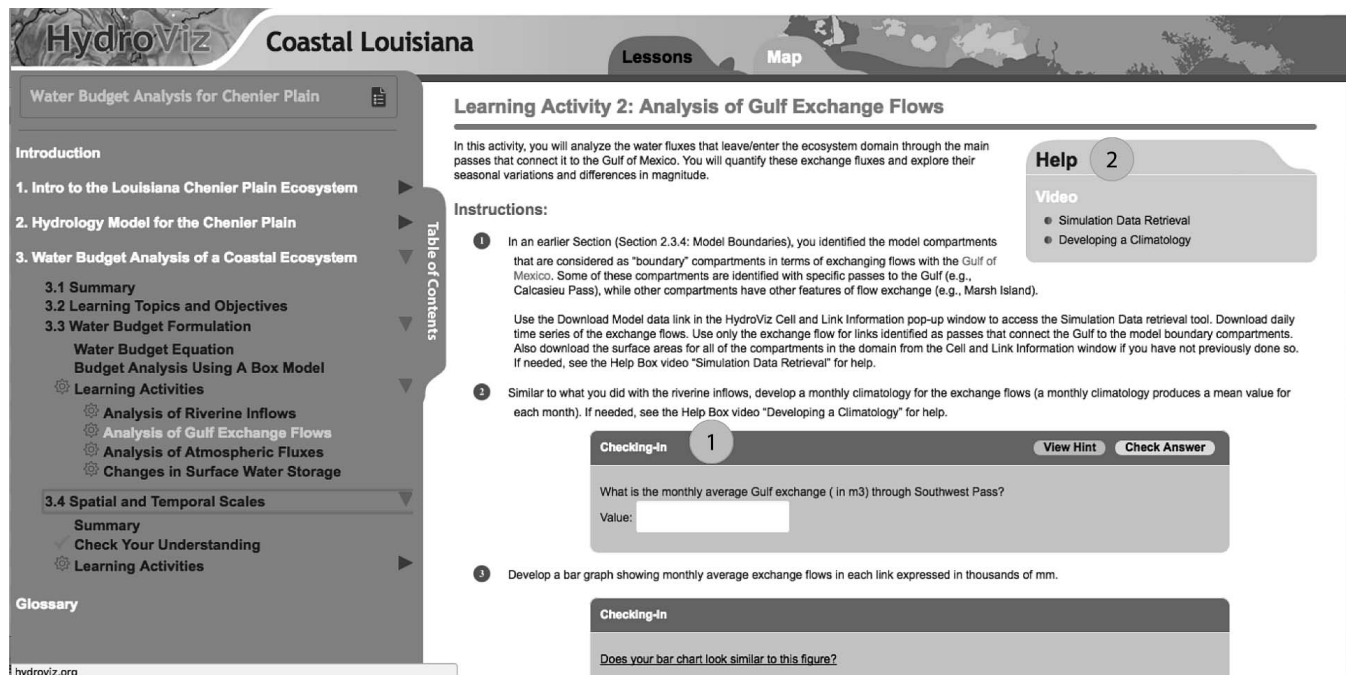 HydroViz
Coastal Louisiana
Lessons
Map
Water Budget Analysis for Chenier Plain
Introduction
1. Intro to the Louisiana Chenier Plain Ecosystem
2. Hydrology Model for the Chenier Plain
3. Water Budget Analysis of a Coastal Ecosystem
3.1 Summary
3.2 Learning Topics and Objectives
3.3 Water Budget Formulation
Water Budget Equation
Budget Analysis Using A Box Model
Learning Activities
Analysis of Riverine Inflows
Analysis of Gulf Exchange Flows
Analysis of Atmospheric Fluxes
Changes in Surface Water Storage
3.4 Spatial and Temporal Scales
Summary
Check Your Understanding
Learning Activities
Glossary
hydroviz.org
Table of Contents
Learning Activity 2: Analysis of Gulf Exchange Flows
In this activity, you will analyze the water fluxes that leave/enter the ecosystem domain through the main
passes that connect it to the Gulf of Mexico. You will quantify these exchange fluxes and explore their
seasonal variations and differences in magnitude.
Help 2
Video
Simulation Data Retrieval
Developing a Climatology
Instructions:
1 In an earlier Section (Section 2.3.4: Model Boundaries), you identified the model compartments
that are considered as “boundary” compartments in terms of exchanging flows with the Gulf of
Mexico. Some of these compartments are identified with specific passes to the Gulf (e.g.,
Calcasieu Pass), while other compartments have other features of flow exchange (e.g., Marsh Island).
Use the Download Model data link in the HydroViz Cell and Link Information pop-up window to access the Simulation Data retrieval tool. Download daily
time series of the exchange flows. Use only the exchange flow for links identified as passes that connect the Gulf to the model boundary compartments.
Also download the surface areas for all of the compartments in the domain from the Cell and Link Information window if you have not previously done so.
If needed, see the Help Box video “Simulation Data Retrieval” for help.
2 Similar to what you did with the riverine inflows, develop a monthly climatology for the exchange flows (a monthly climatology produces a mean value for
each month). If needed, see the Help Box video “Developing a Climatology” for help.
Checking-In 1 View Hint Check Answer
What is the monthly average Gulf exchange ( in m3) through Southwest Pass?
Value:
3 Develop a bar graph showing monthly average exchange flows in each link expressed in thousands of mm.
Checking-In
Does your bar chart look similar to this figure?